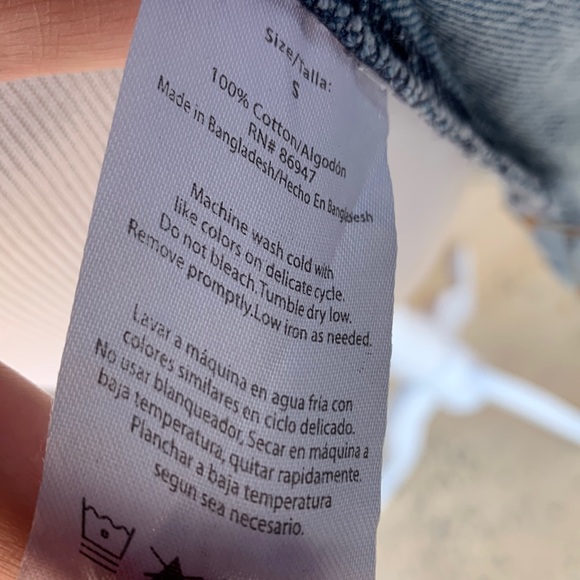 Size/Talla:
S
100% Cotton/Algodón
RN# 86947
Made in Bangladesh/Hecho En Bangladesh
Machine wash cold with
like colors on delicate cycle.
Do not bleach.Tumble dry low.
Remove promptly.Low iron as needed.
Lavar a máquina en agua fría con
colores similares en ciclo delicado.
No usar blanqueador, Secar en máquina a
baja temperatura, quitar rapidamente.
Planchar a baja temperatura
segun sea necesario.